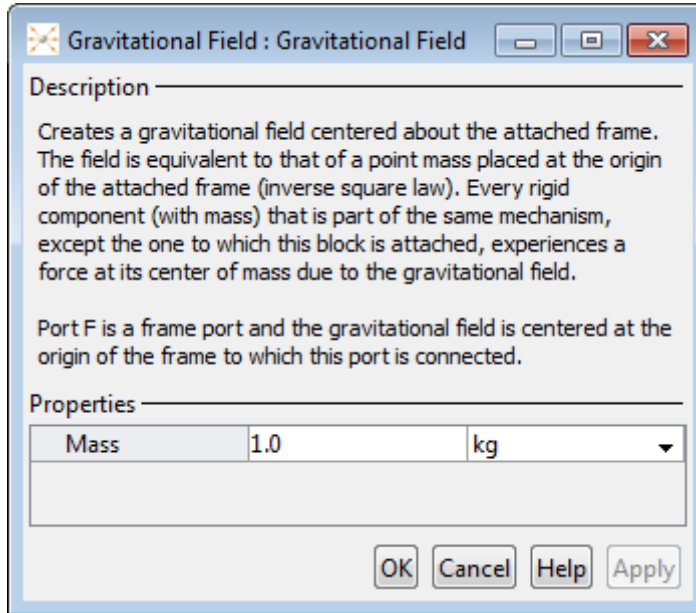 Gravitational Field : Gravitational Field
Description
Creates a gravitational field centered about the attached frame.
The field is equivalent to that of a point mass placed at the origin
of the attached frame (inverse square law). Every rigid
component (with mass) that is part of the same mechanism,
except the one to which this block is attached, experiences a
force at its center of mass due to the gravitational field.
Port F is a frame port and the gravitational field is centered at the
origin of the frame to which this port is connected.
Properties
Mass 1.0 kg
OK Cancel Help Apply